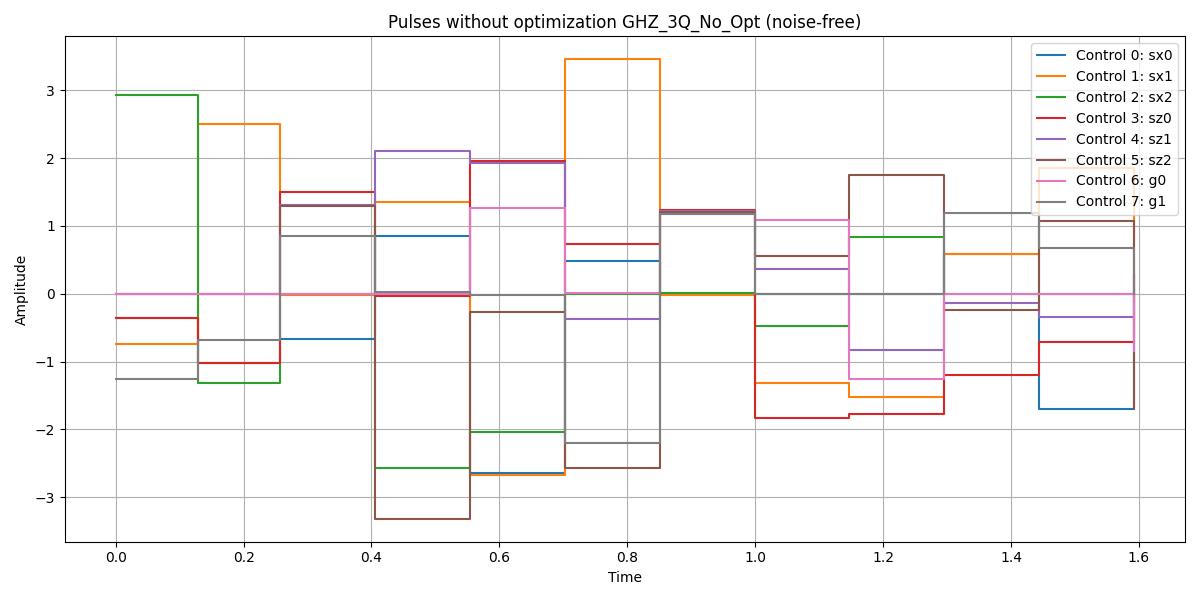 Pulses without optimization GHZ_3Q_No_Opt (noise-free)
Control 0: sx0
Control 1: sx1
Control 2: sx2
Control 3: sz0
Control 4: sz1
Control 5: sz2
Control 6: g0
Control 7: g1
Amplitude
3
2
1
0
−1
−2
−3
0.0 0.2 0.4 0.6 0.8 1.0 1.2 1.4 1.6
Time